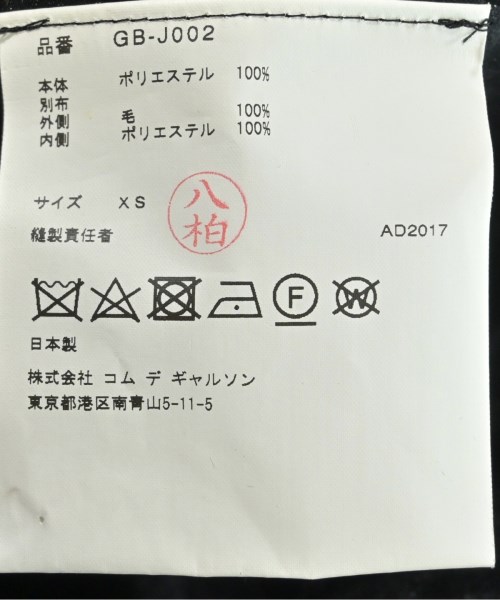 品番 GB-J002
本体 ポリエステル 100%
別布
外側 毛 100%
内側 ポリエステル 100%
サイズ XS
八柏
縫製責任者
AD2017
F
W
日本製
株式会社 コム デ ギャルソン
東京都港区南青山5-11-5